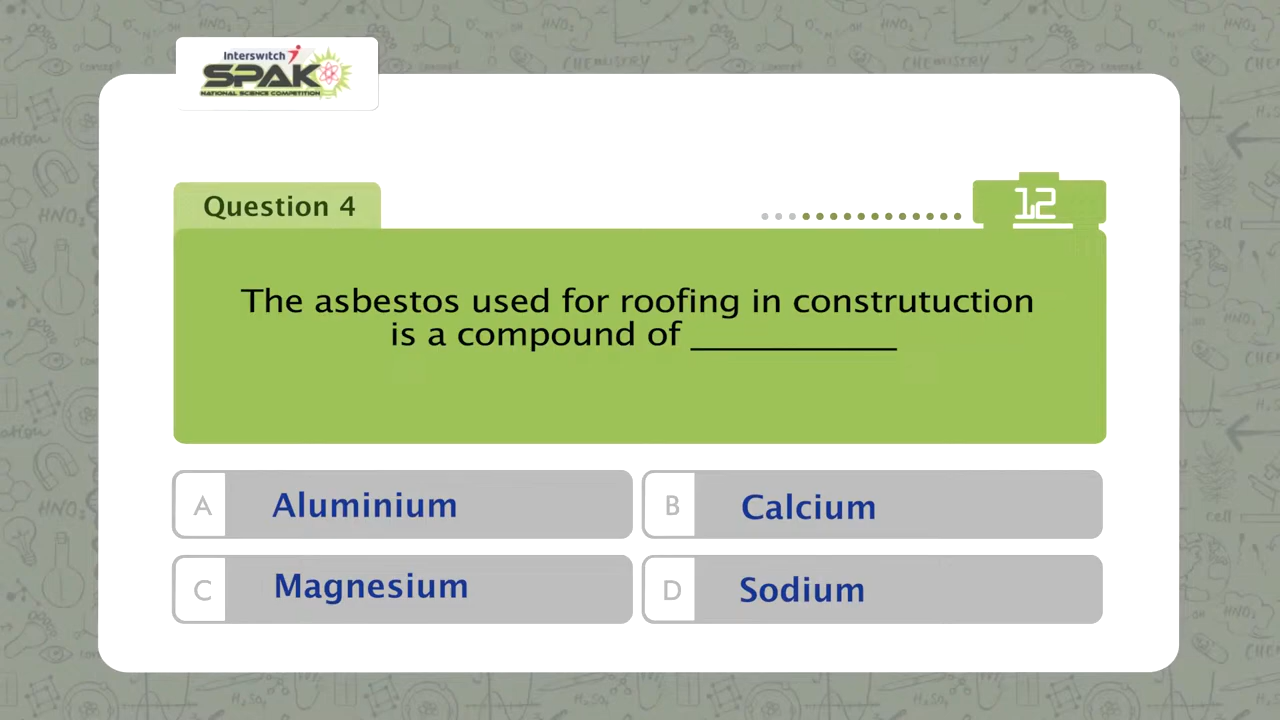 Interswitch
SPAK
NATIONAL SCIENCE COMPETITION
Question 4
12
The asbestos used for roofing in construtuction
is a compound of ___________
A Aluminium
B Calcium
C Magnesium
D Sodium